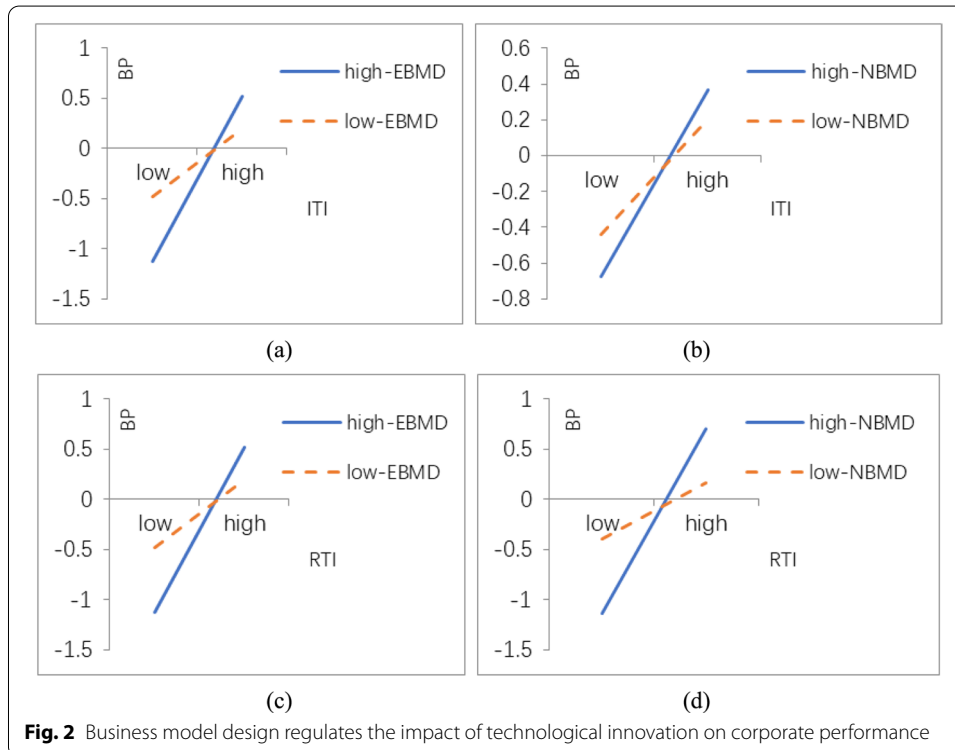 1
0.5
0
-0.5
-1
-1.5
BP
high-EBMD
low-EBMD
low
high
ITI
(a)
0.6
0.4
0.2
0
-0.2
-0.4
-0.6
-0.8
BP
high-NBMD
low-NBMD
low
high
ITI
(b)
1
0.5
0
-0.5
-1
-1.5
BP
high-EBMD
low-EBMD
low
high
RTI
(c)
1
0.5
0
-0.5
-1
-1.5
BP
high-NBMD
low-NBMD
low
high
RTI
(d)
Fig. 2 Business model design regulates the impact of technological innovation on corporate performance